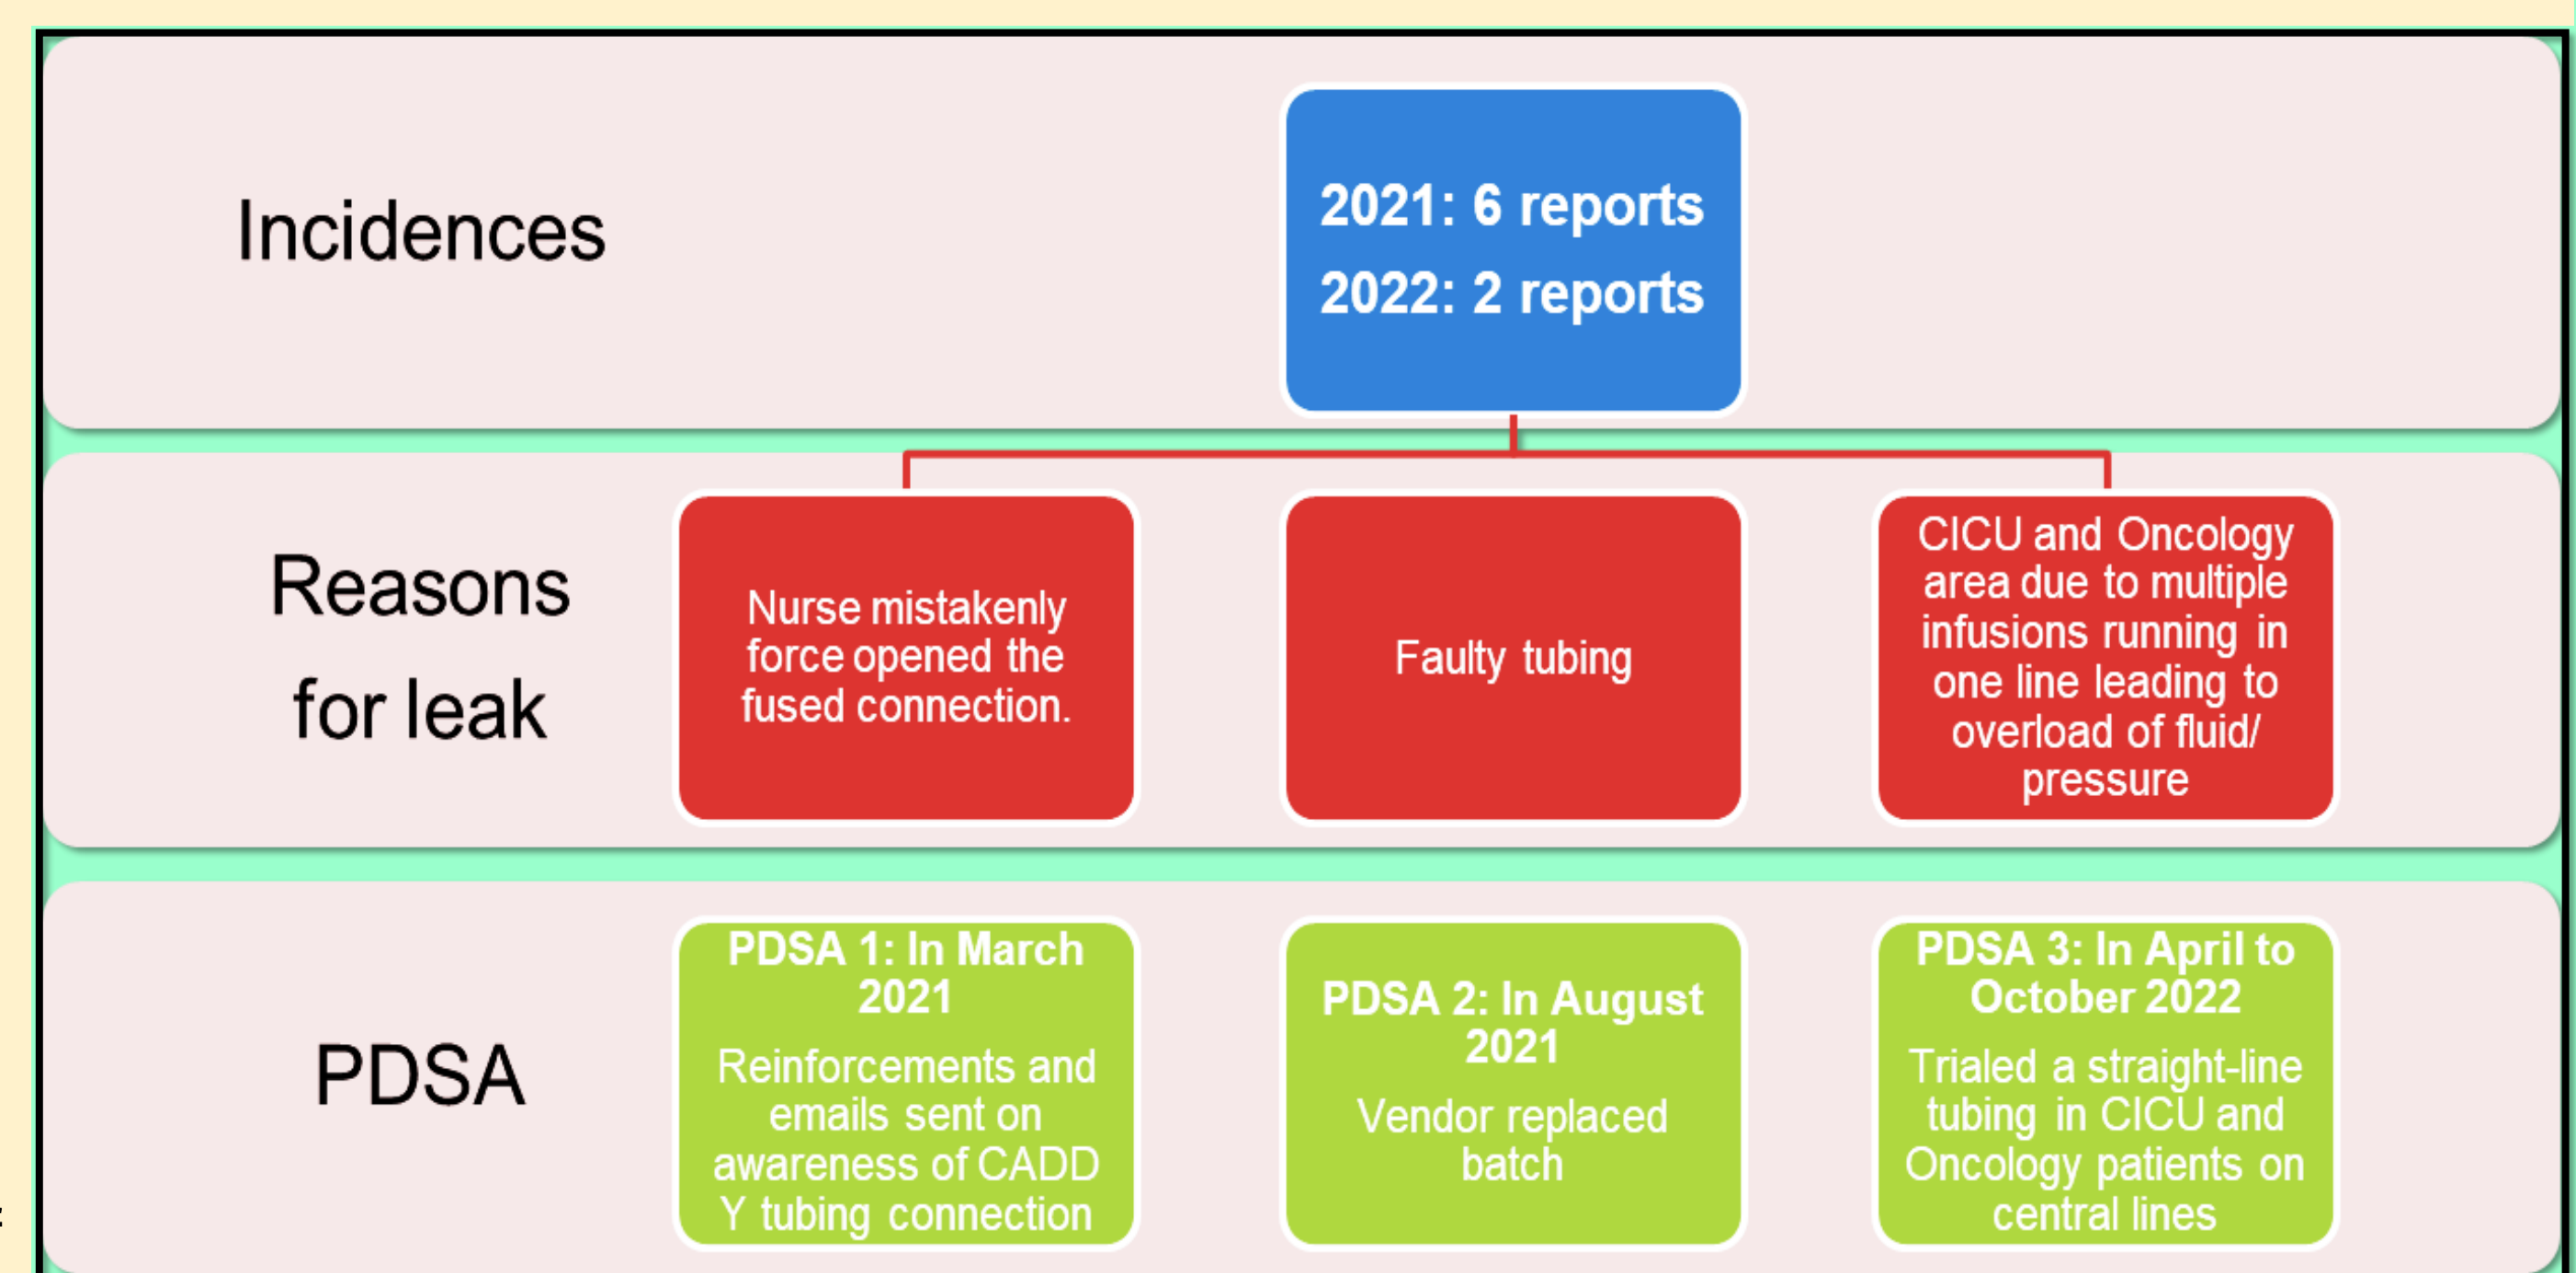 Incidences
2021: 6 reports
2022: 2 reports
Reasons
for leak
Nurse mistakenly
force opened the
fused connection.
Faulty tubing
CICU and Oncology
area due to multiple
infusions running in
one line leading to
overload of fluid/
pressure
PDSA
PDSA 1: In March
2021
Reinforcements and
emails sent on
awareness of CADD
Y tubing connection
PDSA 2: In August
2021
Vendor replaced
batch
PDSA 3: In April to
October 2022
Trialed a straight-line
tubing in CICU and
Oncology patients on
central lines